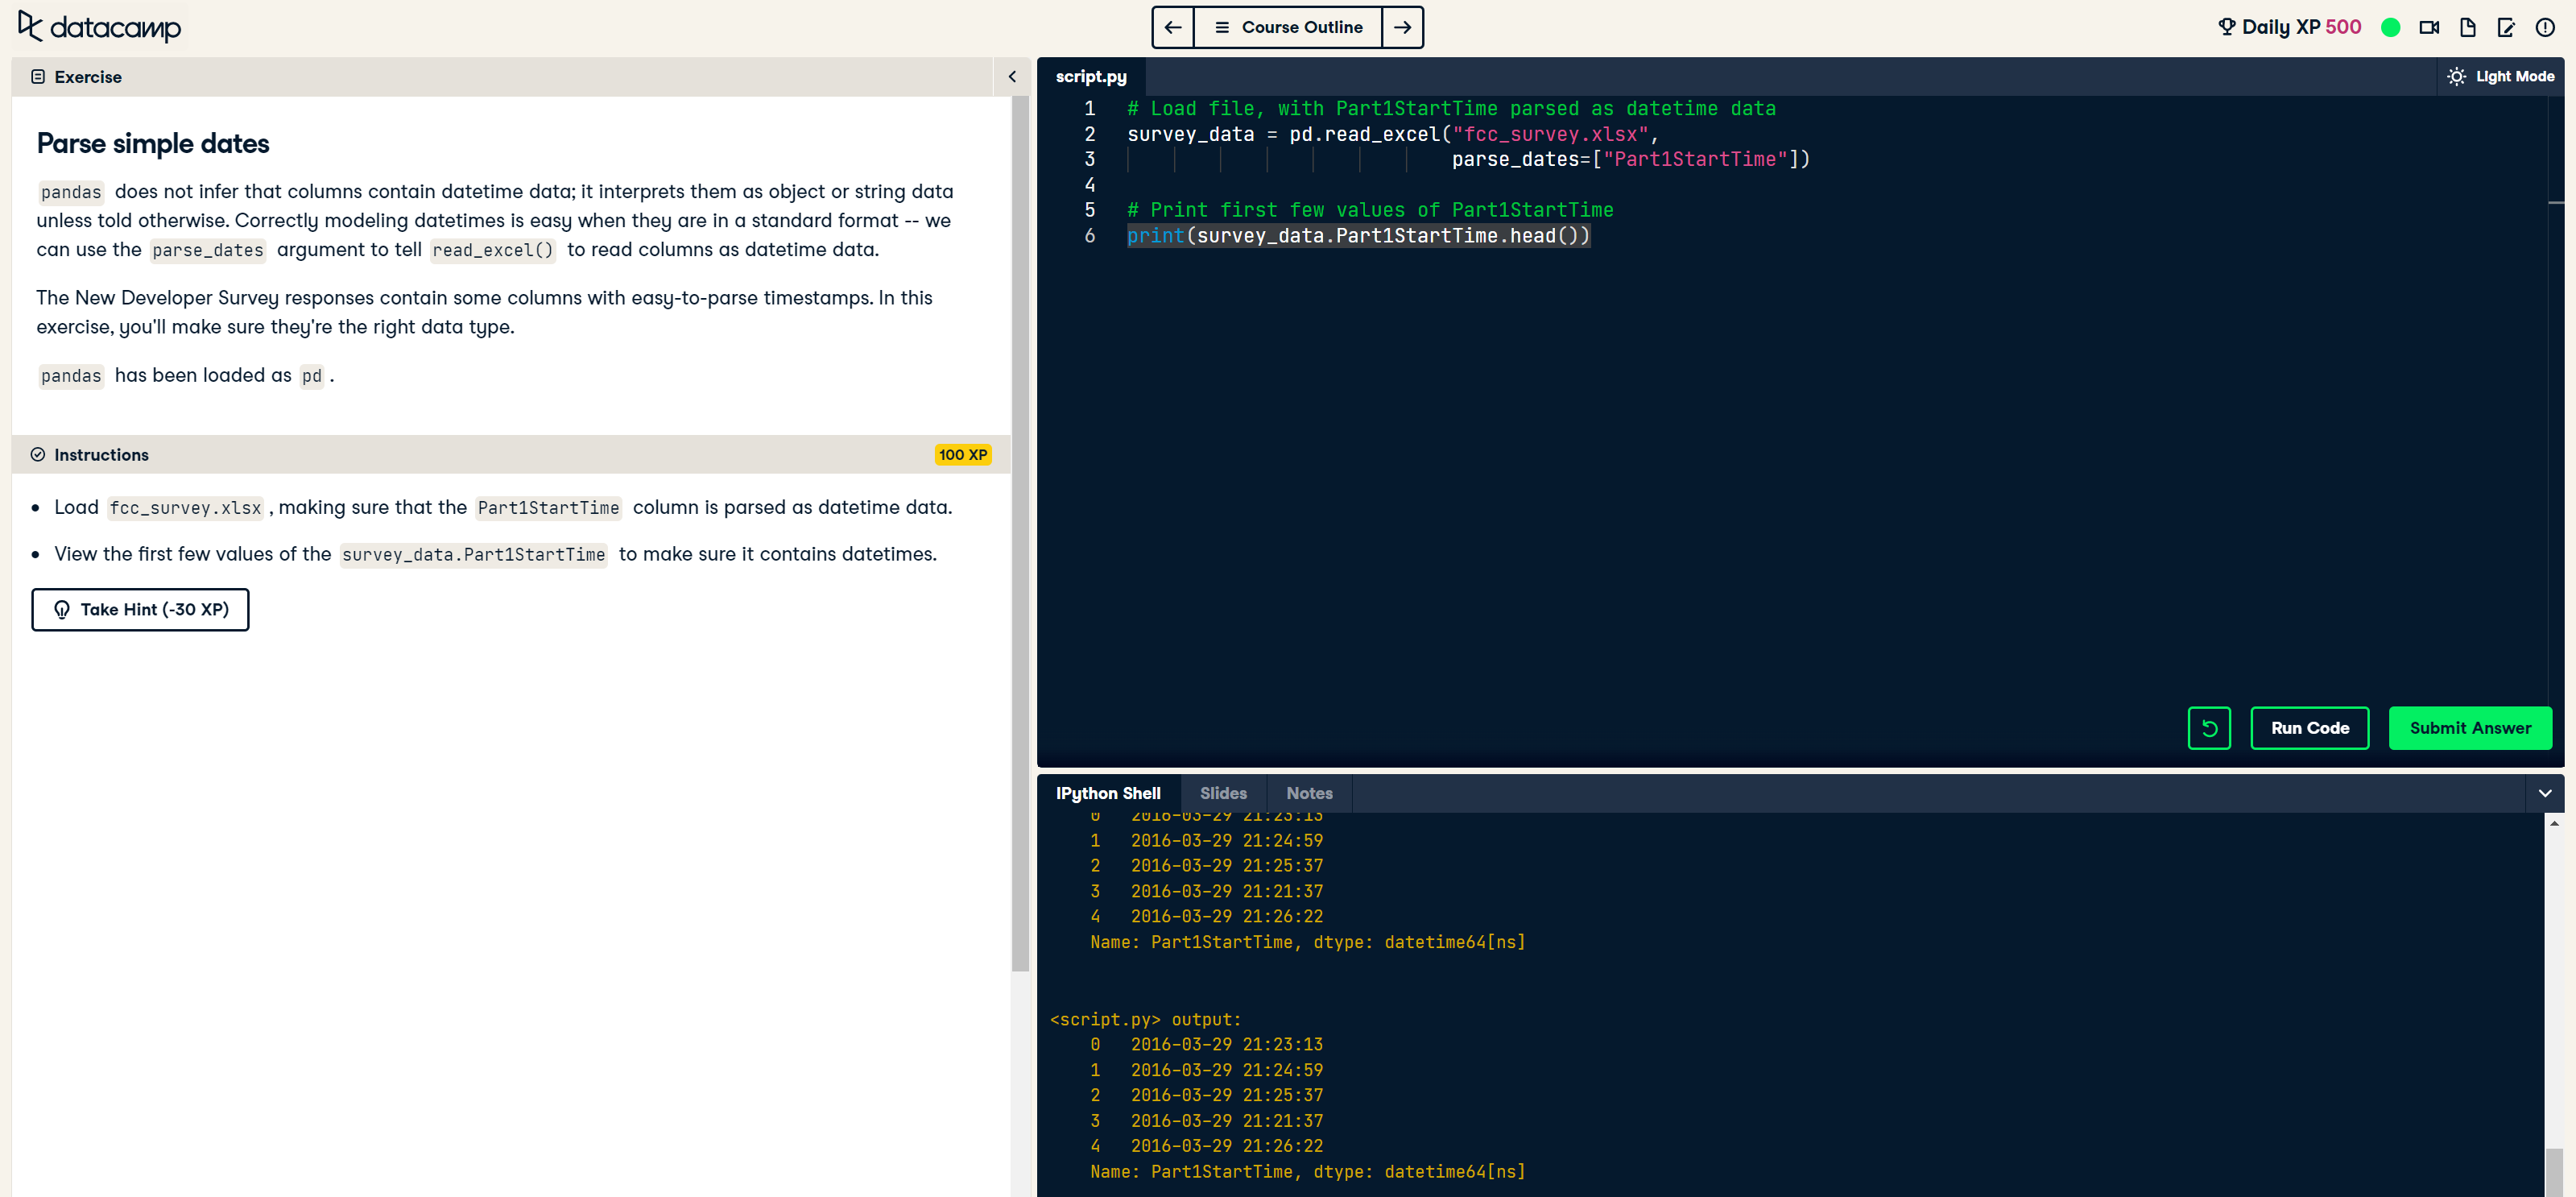 datacamp
Course Outline
Daily XP 500
Exercise
Parse simple dates
pandas does not infer that columns contain datetime data; it interprets them as object or string data
unless told otherwise. Correctly modeling datetimes is easy when they are in a standard format -- we
can use the parse_dates argument to tell read_excel() to read columns as datetime data.
The New Developer Survey responses contain some columns with easy-to-parse timestamps. In this
exercise, you'll make sure they're the right data type.
pandas has been loaded as pd .
Instructions
100 XP
• Load fcc_survey.xlsx , making sure that the Part1StartTime column is parsed as datetime data.
• View the first few values of the survey_data.Part1StartTime to make sure it contains datetimes.
Take Hint (-30 XP)
script.py
Light Mode
1 # Load file, with Part1StartTime parsed as datetime data
2 survey_data = pd.read_excel("fcc_survey.xlsx",
3 parse_dates=["Part1StartTime"])
4
5 # Print first few values of Part1StartTime
6 print(survey_data.Part1StartTime.head())
Run Code
Submit Answer
IPython Shell
Slides
Notes
0 2016-03-29 21:23:13
1 2016-03-29 21:24:59
2 2016-03-29 21:25:37
3 2016-03-29 21:21:37
4 2016-03-29 21:26:22
Name: Part1StartTime, dtype: datetime64[ns]
<script.py> output:
0 2016-03-29 21:23:13
1 2016-03-29 21:24:59
2 2016-03-29 21:25:37
3 2016-03-29 21:21:37
4 2016-03-29 21:26:22
Name: Part1StartTime, dtype: datetime64[ns]